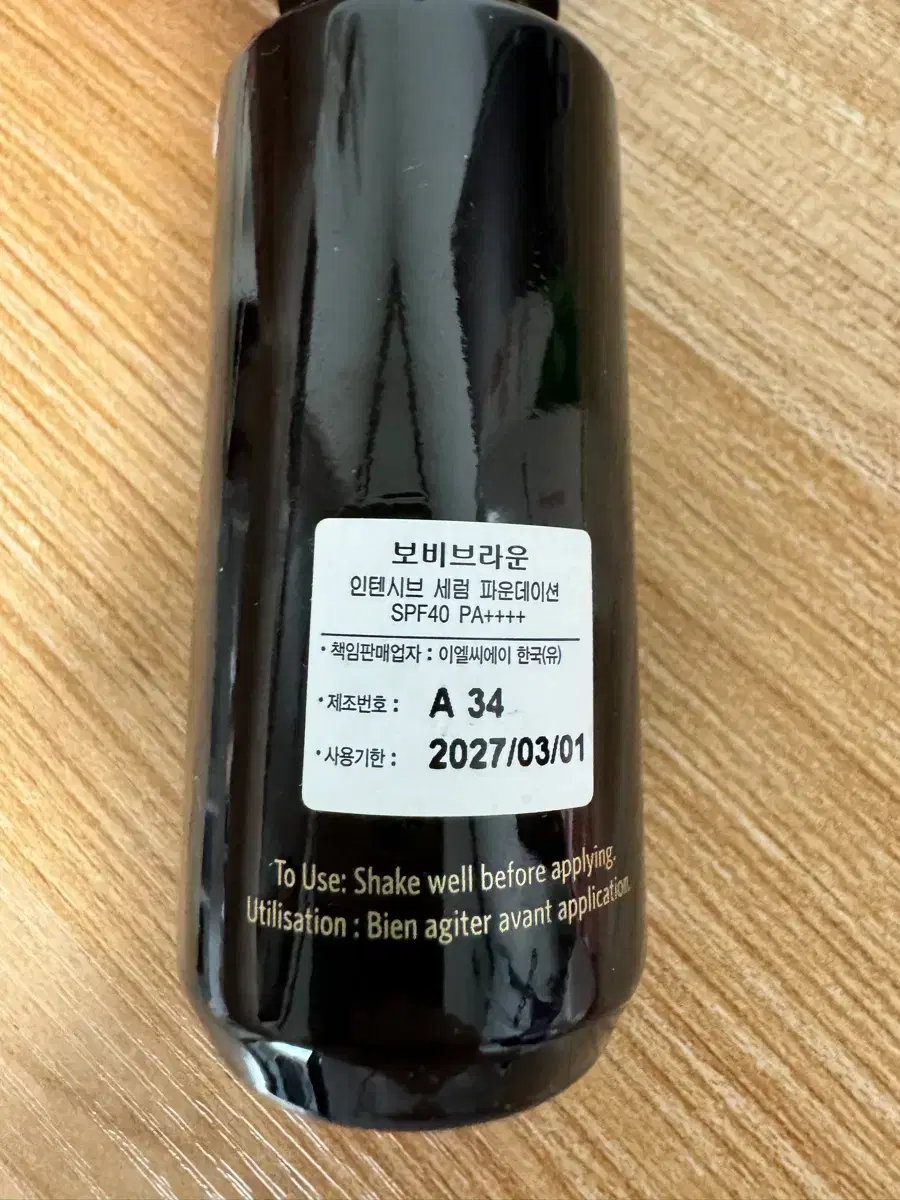 보비브라운
인텐시브 세럼 파운데이션
SPF40 PA++++
· 책임판매업자 : 이엘씨에이 한국(유)
· 제조번호 : A 34
· 사용기한 : 2027/03/01
To Use: Shake well before applying.
Utilisation : Bien agiter avant application.